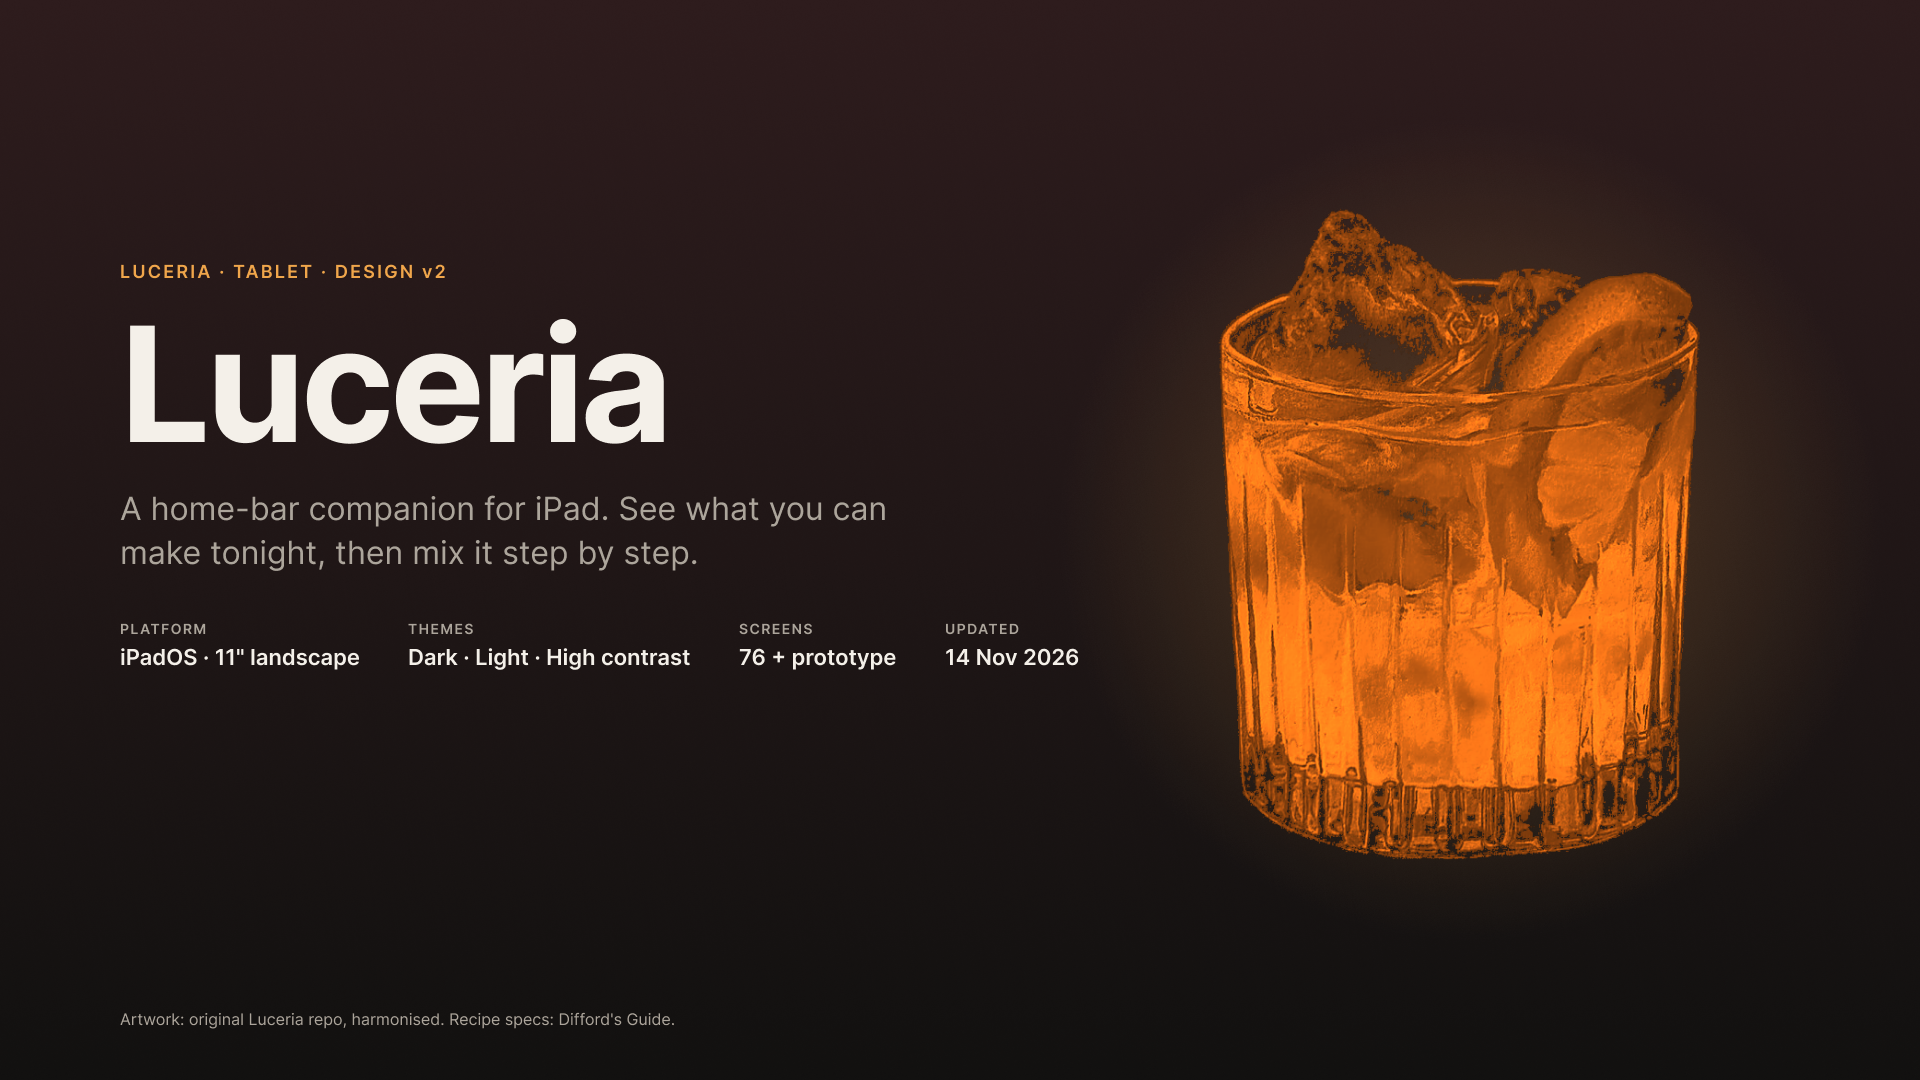 LUCERIA · TABLET · DESIGN v2
Luceria
A home-bar companion for iPad. See what you can
make tonight, then mix it step by step.
PLATFORM
iPadOS · 11" landscape
THEMES
Dark · Light · High contrast
SCREENS
76 + prototype
UPDATED
14 Nov 2026
Artwork: original Luceria repo, harmonised. Recipe specs: Difford's Guide.